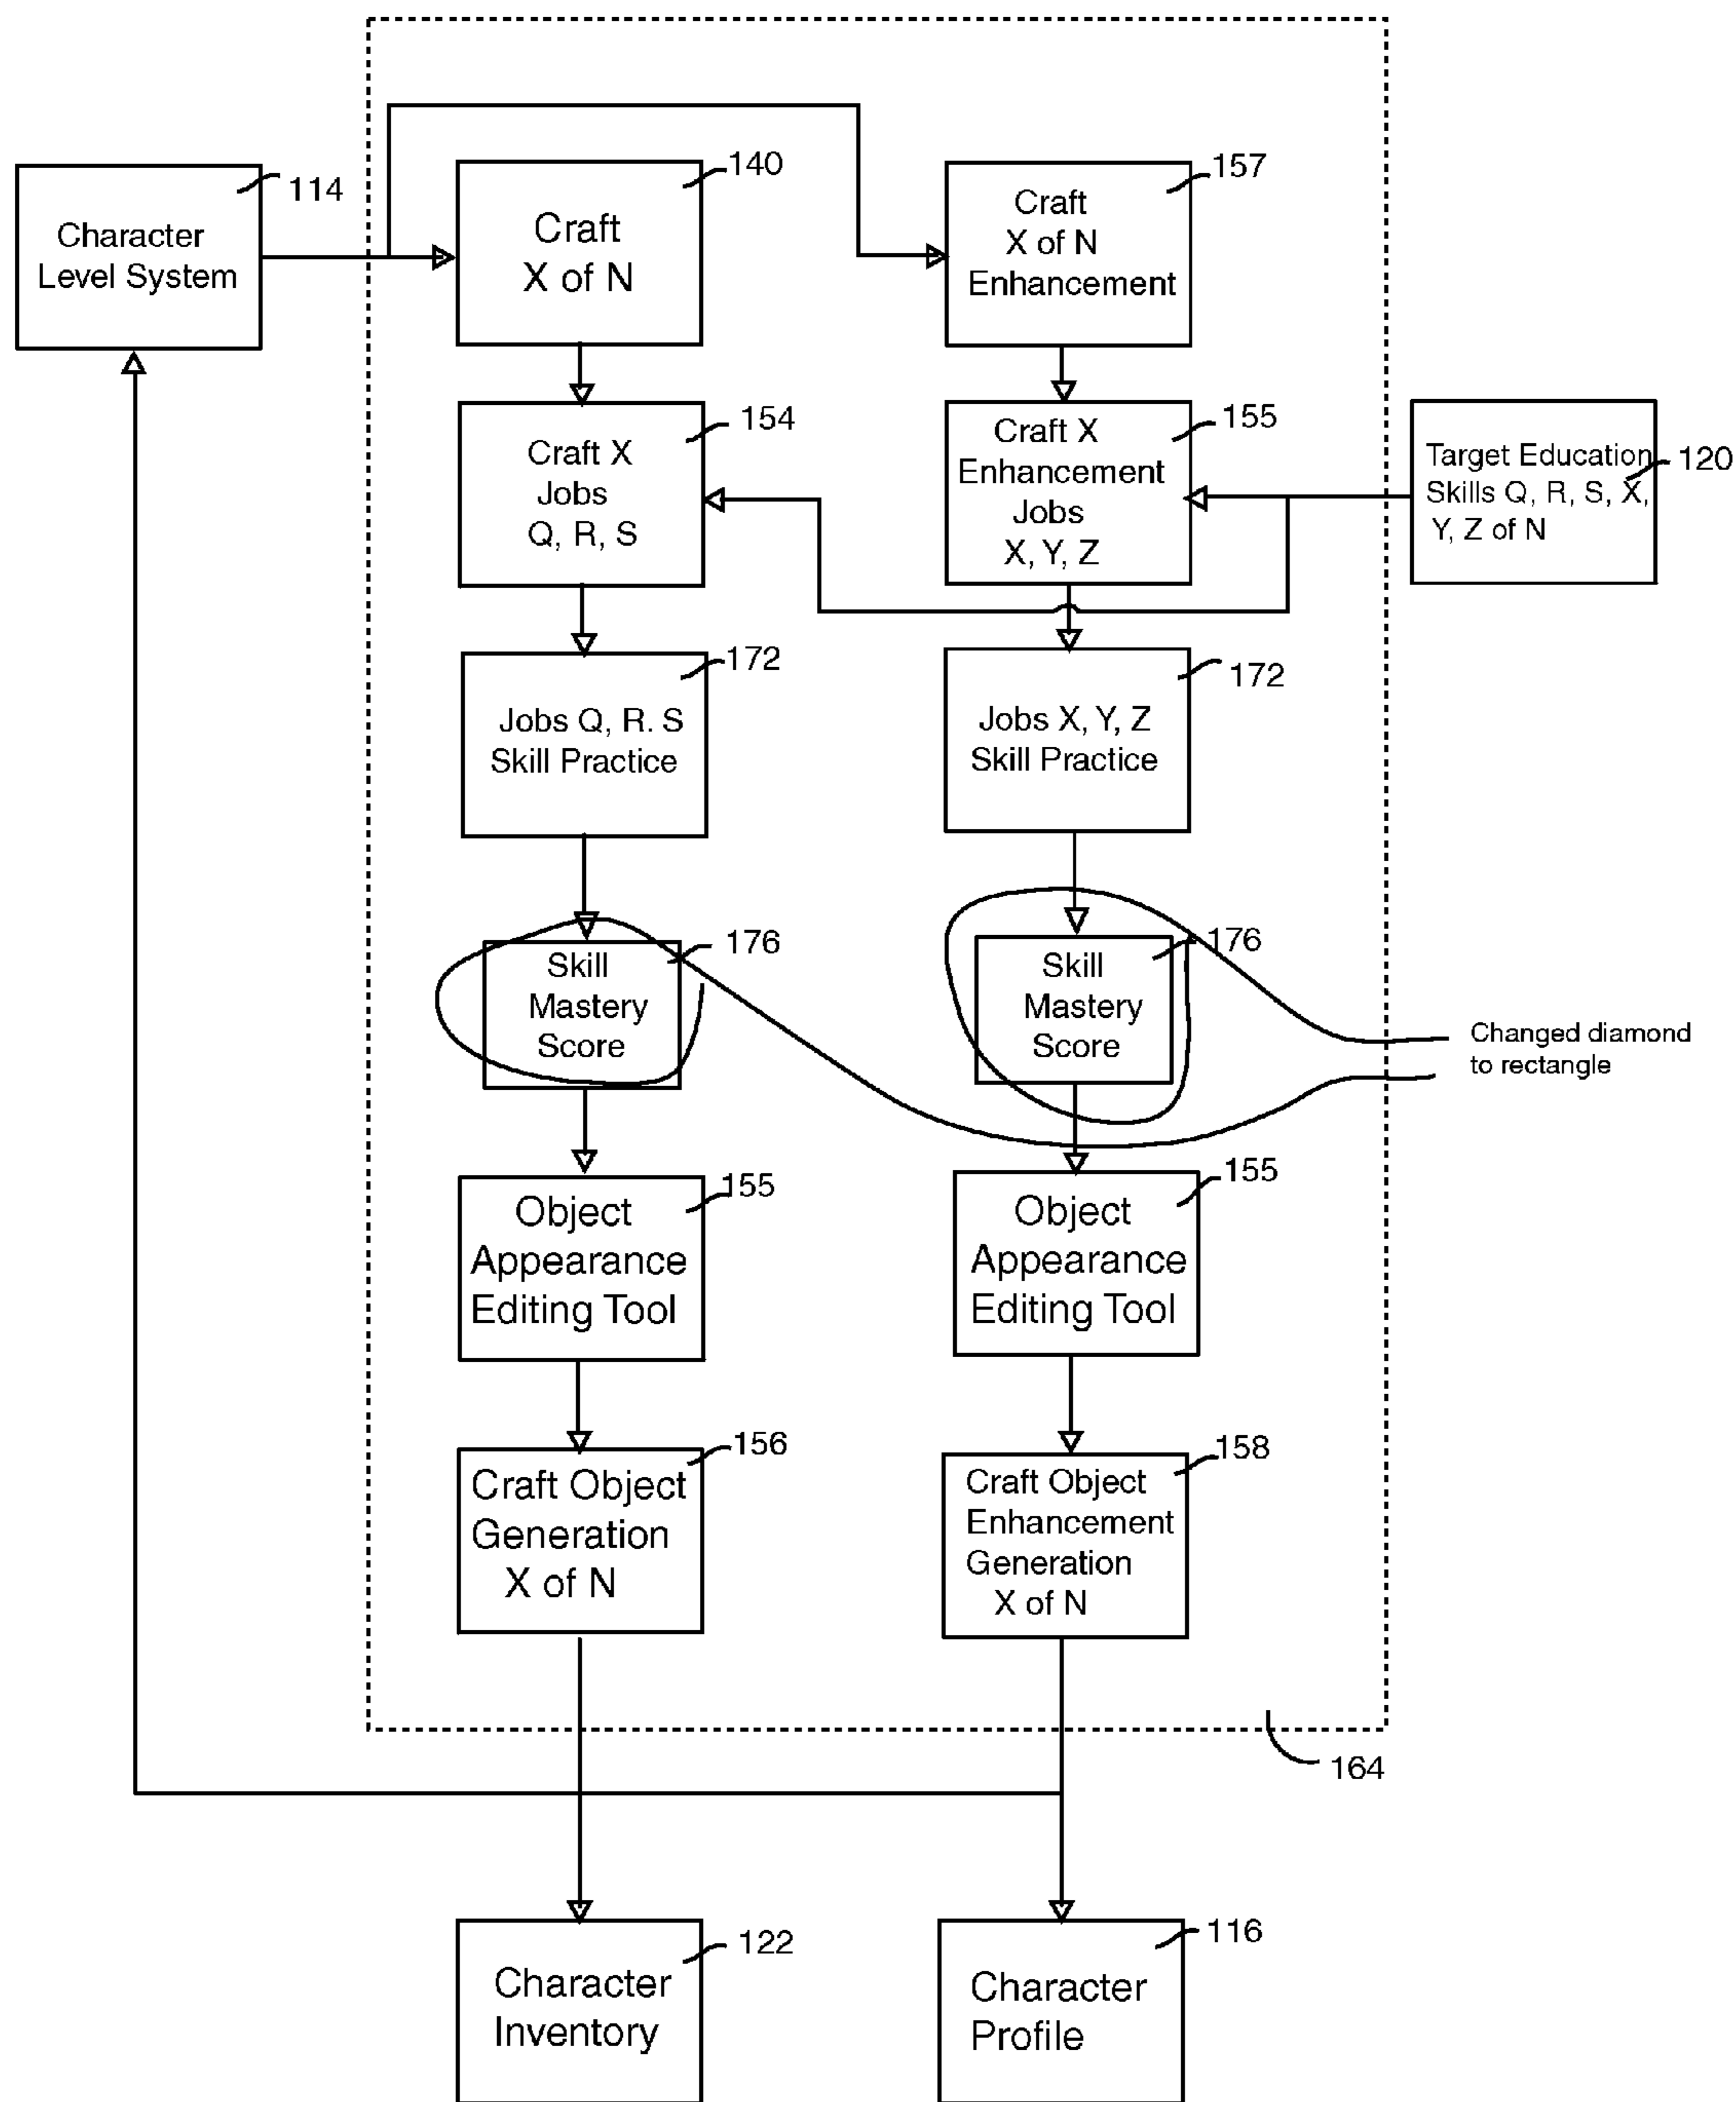 114
Character
Level System
140
Craft
X of N
157
Craft
X of N
Enhancement
154
Craft X
Jobs
Q, R, S
155
Craft X
Enhancement
Jobs
X, Y, Z
Target Education
Skills Q, R, S, X,
Y, Z of N
120
172
Jobs Q, R. S
Skill Practice
172
Jobs X, Y, Z
Skill Practice
176
Skill
Mastery
Score
176
Skill
Mastery
Score
Changed diamond
to rectangle
155
Object
Appearance
Editing Tool
155
Object
Appearance
Editing Tool
156
Craft Object
Generation
X of N
158
Craft Object
Enhancement
Generation
X of N
164
122
Character
Inventory
116
Character
Profile